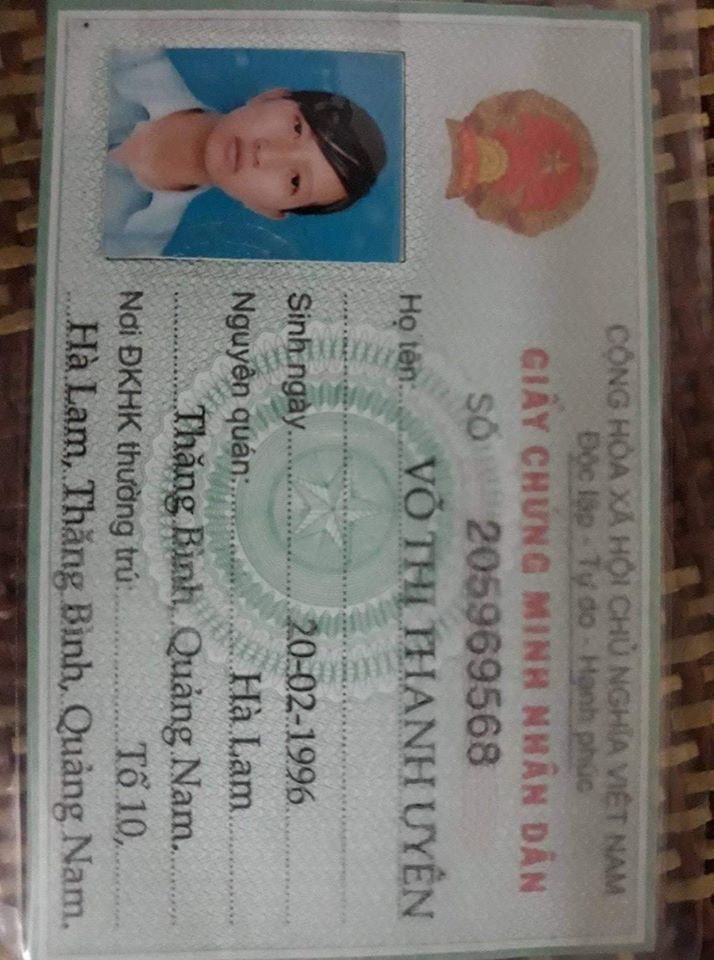 CỘNG HÒA XÃ HỘI CHỦ NGHĨA VIỆT NAM
Độc lập - Tự do - Hạnh phúc
GIẤY CHỨNG MINH NHÂN DÂN
SỐ 205969568
Họ tên: VÕ THỊ THANH UYÊN
Sinh ngày 20-02-1996
Nguyên quán: Hà Lam
Thăng Bình, Quảng Nam.
Nơi ĐKHK thường trú: Tổ 10,
Hà Lam, Thăng Bình, Quảng Nam.